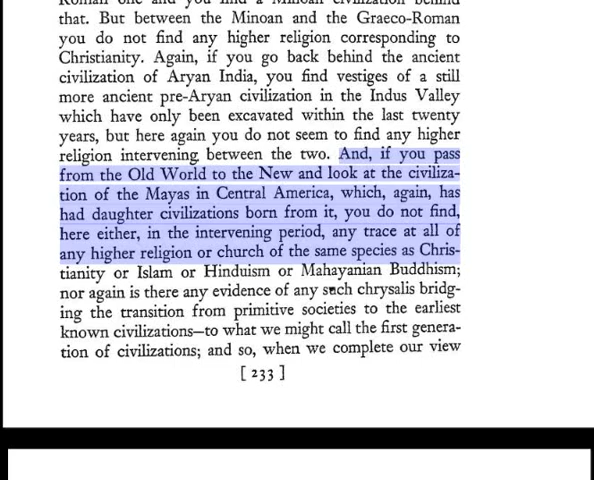 that. But between the Minoan and the Graeco-Roman
you do not find any higher religion corresponding to
Christianity. Again, if you go back behind the ancient
civilization of Aryan India, you find vestiges of a still
more ancient pre-Aryan civilization in the Indus Valley
which have only been excavated within the last twenty
years, but here again you do not seem to find any higher
religion intervening between the two. And, if you pass
from the Old World to the New and look at the civiliza-
tion of the Mayas in Central America, which, again, has
had daughter civilizations born from it, you do not find,
here either, in the intervening period, any trace at all of
any higher religion or church of the same species as Chris-
tianity or Islam or Hinduism or Mahayanian Buddhism;
nor again is there any evidence of any such chrysalis bridg-
ing the transition from primitive societies to the earliest
known civilizations—to what we might call the first genera-
tion of civilizations; and so, when we complete our view
[ 233 ]